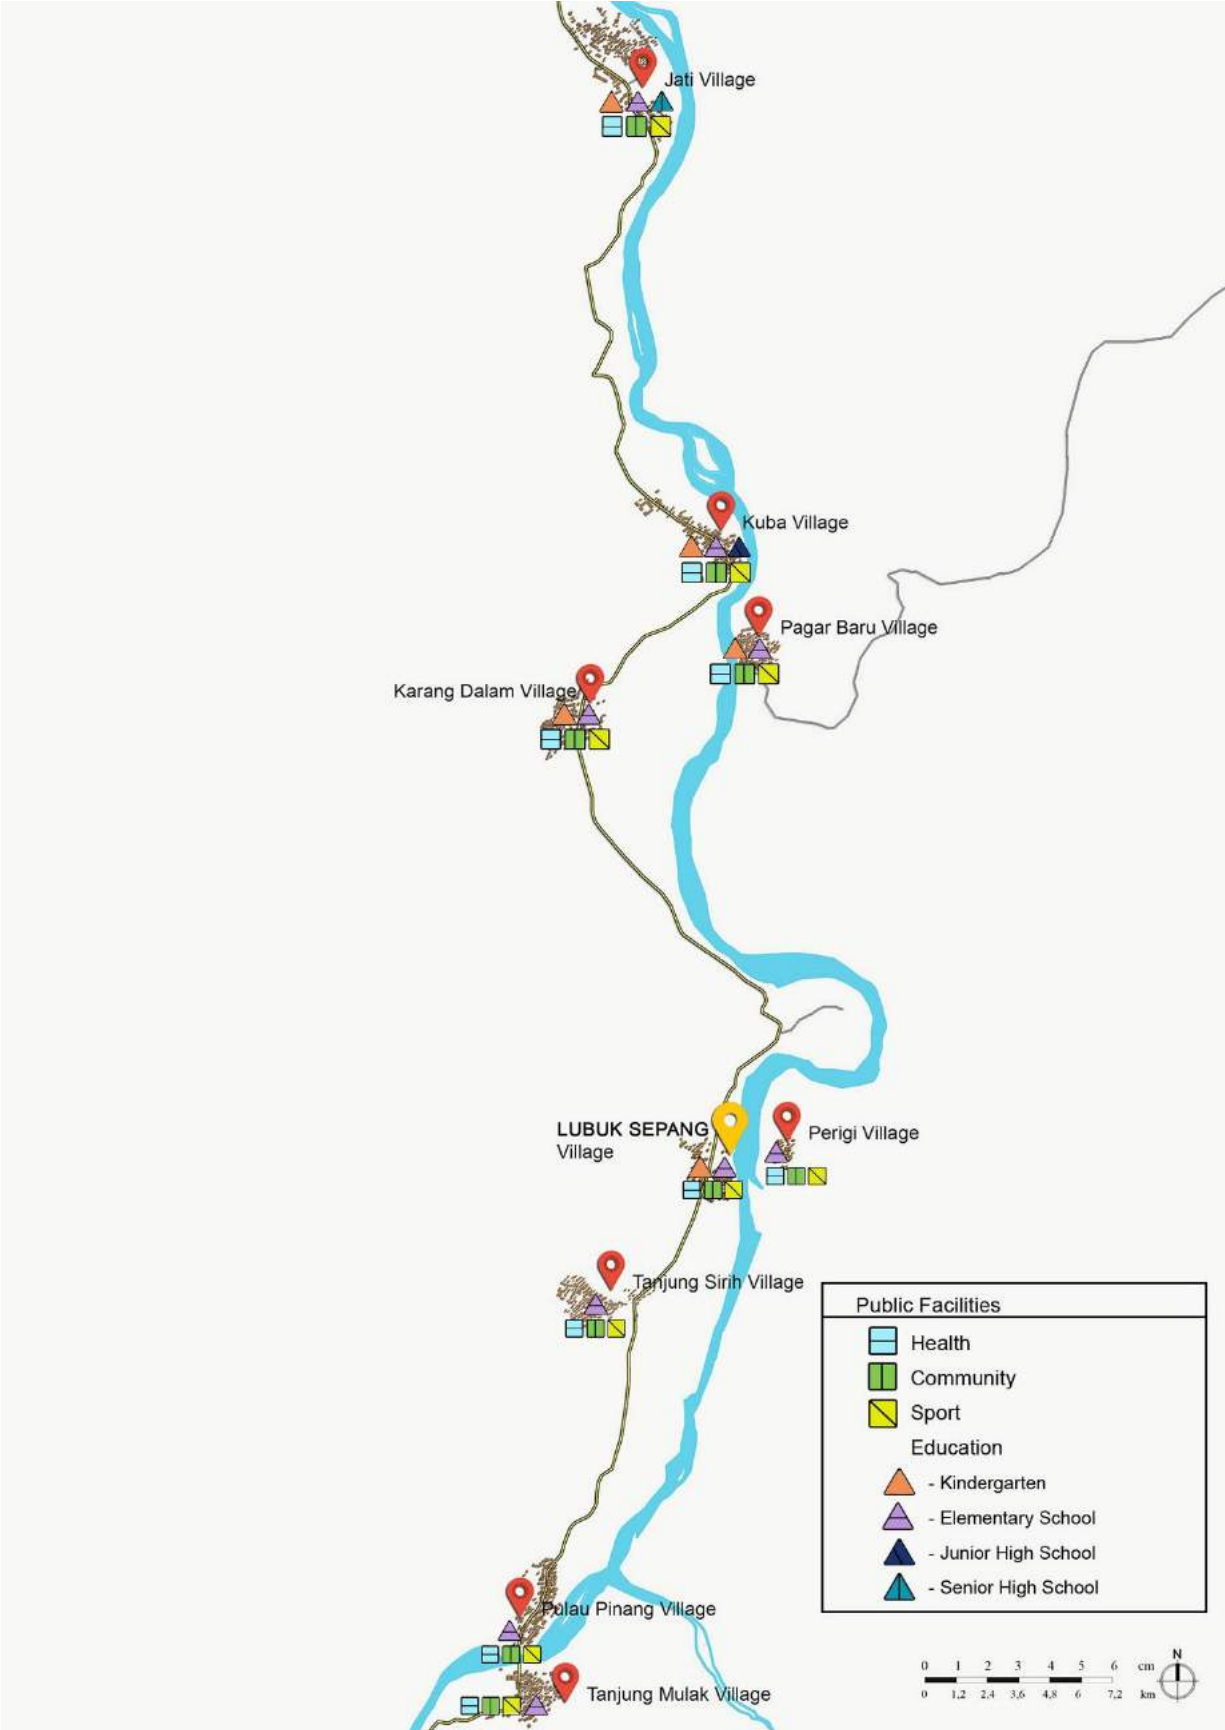 Jati Village
Kuba Village
Pagar Baru Village
Karang Dalam Village
LUBUK SEPANG
Village
Perigi Village
Tanjung Sirih Village
Pulau Pinang Village
Tanjung Mulak Village
Public Facilities
Health
Community
Sport
Education
- Kindergarten
- Elementary School
- Junior High School
- Senior High School
0 1 2 3 4 5 6 cm
0 1,2 2,4 3,6 4,8 6 7,2 km
N